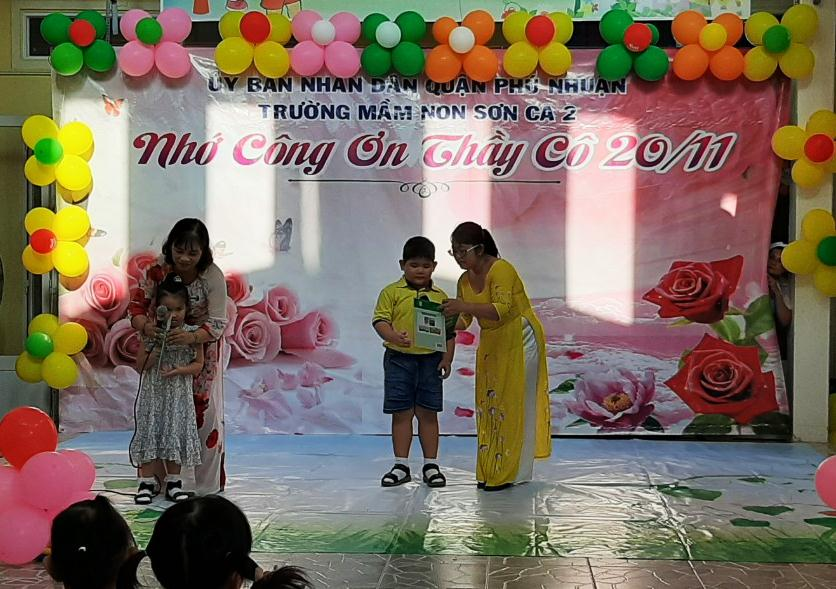 ỦY BAN NHÂN DÂN QUẬN PHÚ NHUẬN
TRƯỜNG MẦM NON SƠN CA 2
Nhớ Công Ơn Thầy Cô 20/11